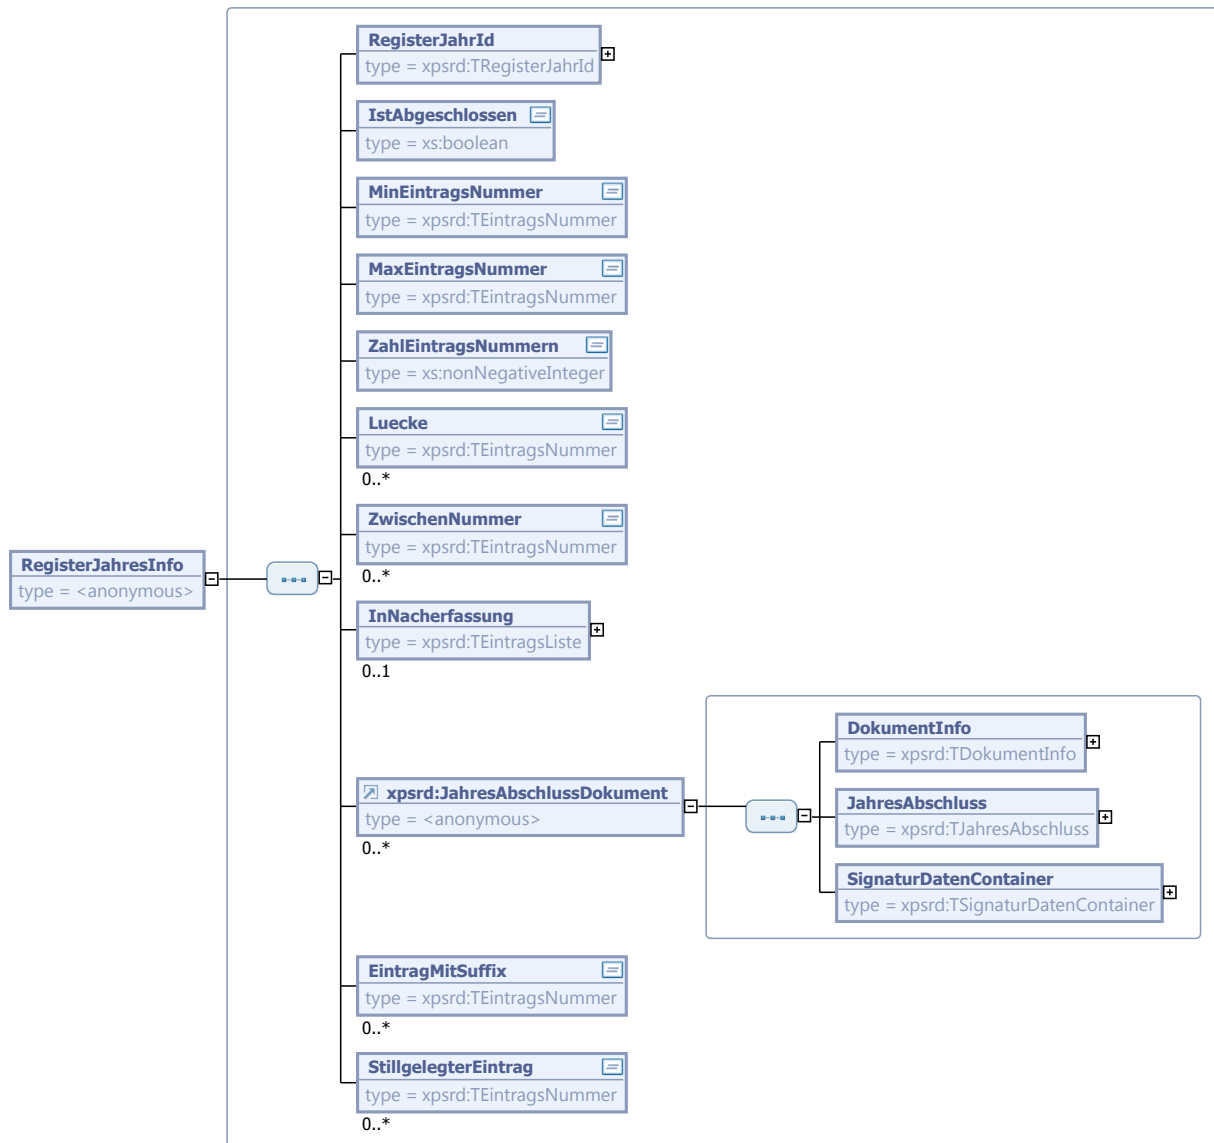 RegisterJahrId
type = xpsrd:TRegisterJahrId
IstAbgeschlossen
type = xs:boolean
MinEintragsNummer
type = xpsrd:TEintragsNummer
MaxEintragsNummer
type = xpsrd:TEintragsNummer
ZahlEintragsNummern
type = xs:nonNegativeInteger
Luecke
type = xpsrd:TEintragsNummer
0..*
ZwischenNummer
type = xpsrd:TEintragsNummer
0..*
RegisterJahresInfo
type = <anonymous>
InNacherfassung
type = xpsrd:TEintragsListe
0..1
xpsrd:JahresAbschlussDokument
type = <anonymous>
0..*
DokumentInfo
type = xpsrd:TDokumentInfo
JahresAbschluss
type = xpsrd:TJahresAbschluss
SignaturDatenContainer
type = xpsrd:TSignaturDatenContainer
EintragMitSuffix
type = xpsrd:TEintragsNummer
0..*
StillgelegterEintrag
type = xpsrd:TEintragsNummer
0..*